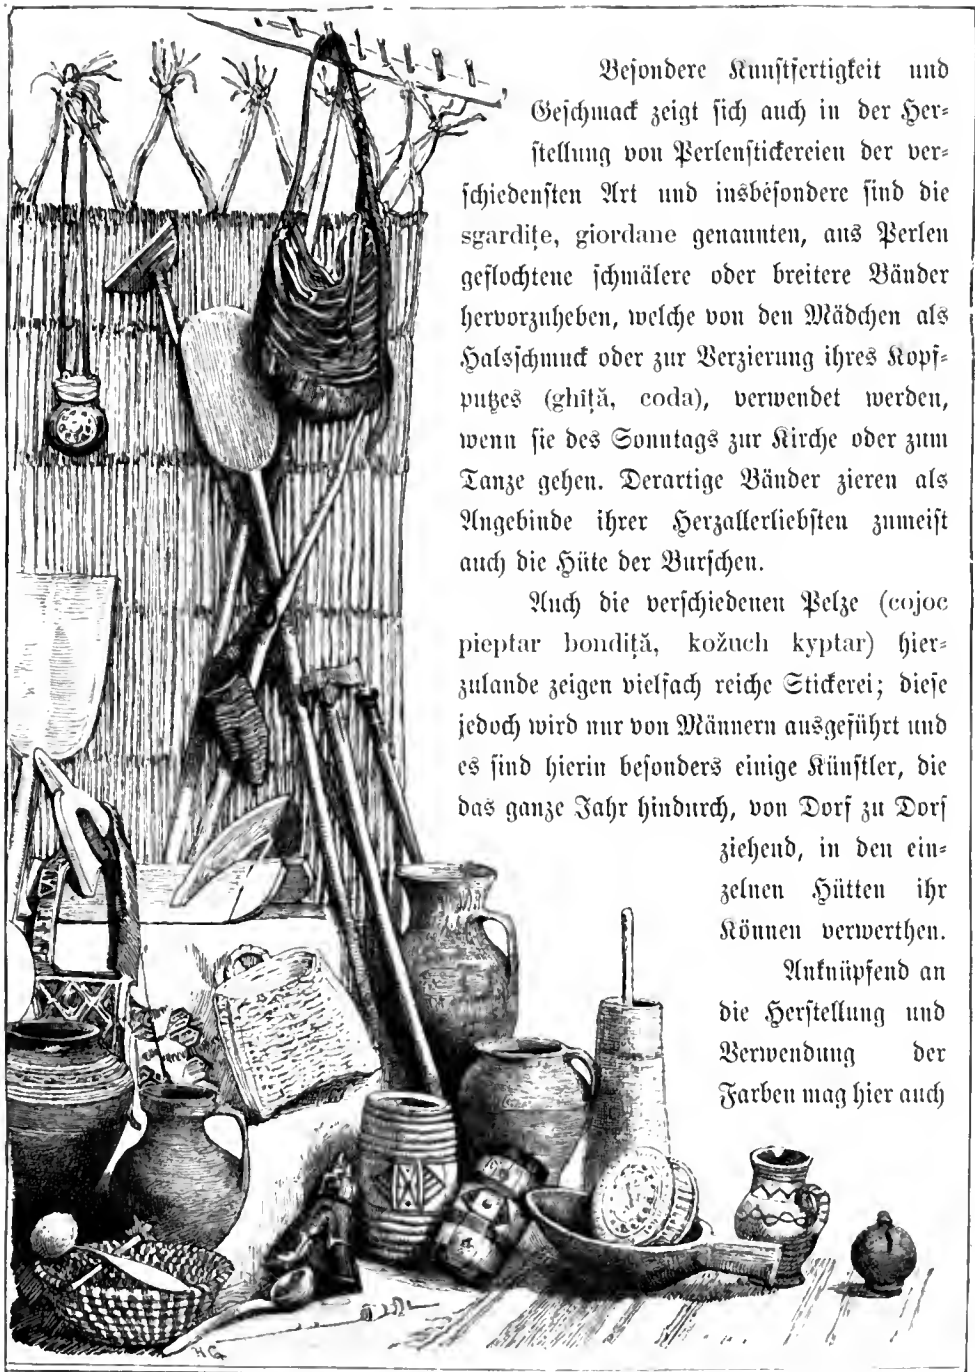 Besondere Kunstfertigkeit und
Geschmack zeigt sich auch in der Her-
stellung von Perlenstickereien der ver-
schiedensten Art und insbesondere sind die
sgardițe, giordane genannten, aus Perlen
geflochtene schmälere oder breitere Bänder
hervorzuheben, welche von den Mädchen als
Halsschmuck oder zur Verzierung ihres Kopf-
putzes (ghîță, coda), verwendet werden,
wenn sie des Sonntags zur Kirche oder zum
Tanze gehen. Derartige Bänder zieren als
Angebinde ihrer Herzallerliebsten zumeist
auch die Hüte der Burschen.
Auch die verschiedenen Pelze (cojoc
pieptar bondiță, kožuch kyptar) hier-
zulande zeigen vielfach reiche Stickerei; diese
jedoch wird nur von Männern ausgeführt und
es sind hierin besonders einige Künstler, die
das ganze Jahr hindurch, von Dorf zu Dorf
ziehend, in den ein-
zelnen Hütten ihr
Können verwerthen.
Anknüpfend an
die Herstellung und
Verwendung der
Farben mag hier auch
HG